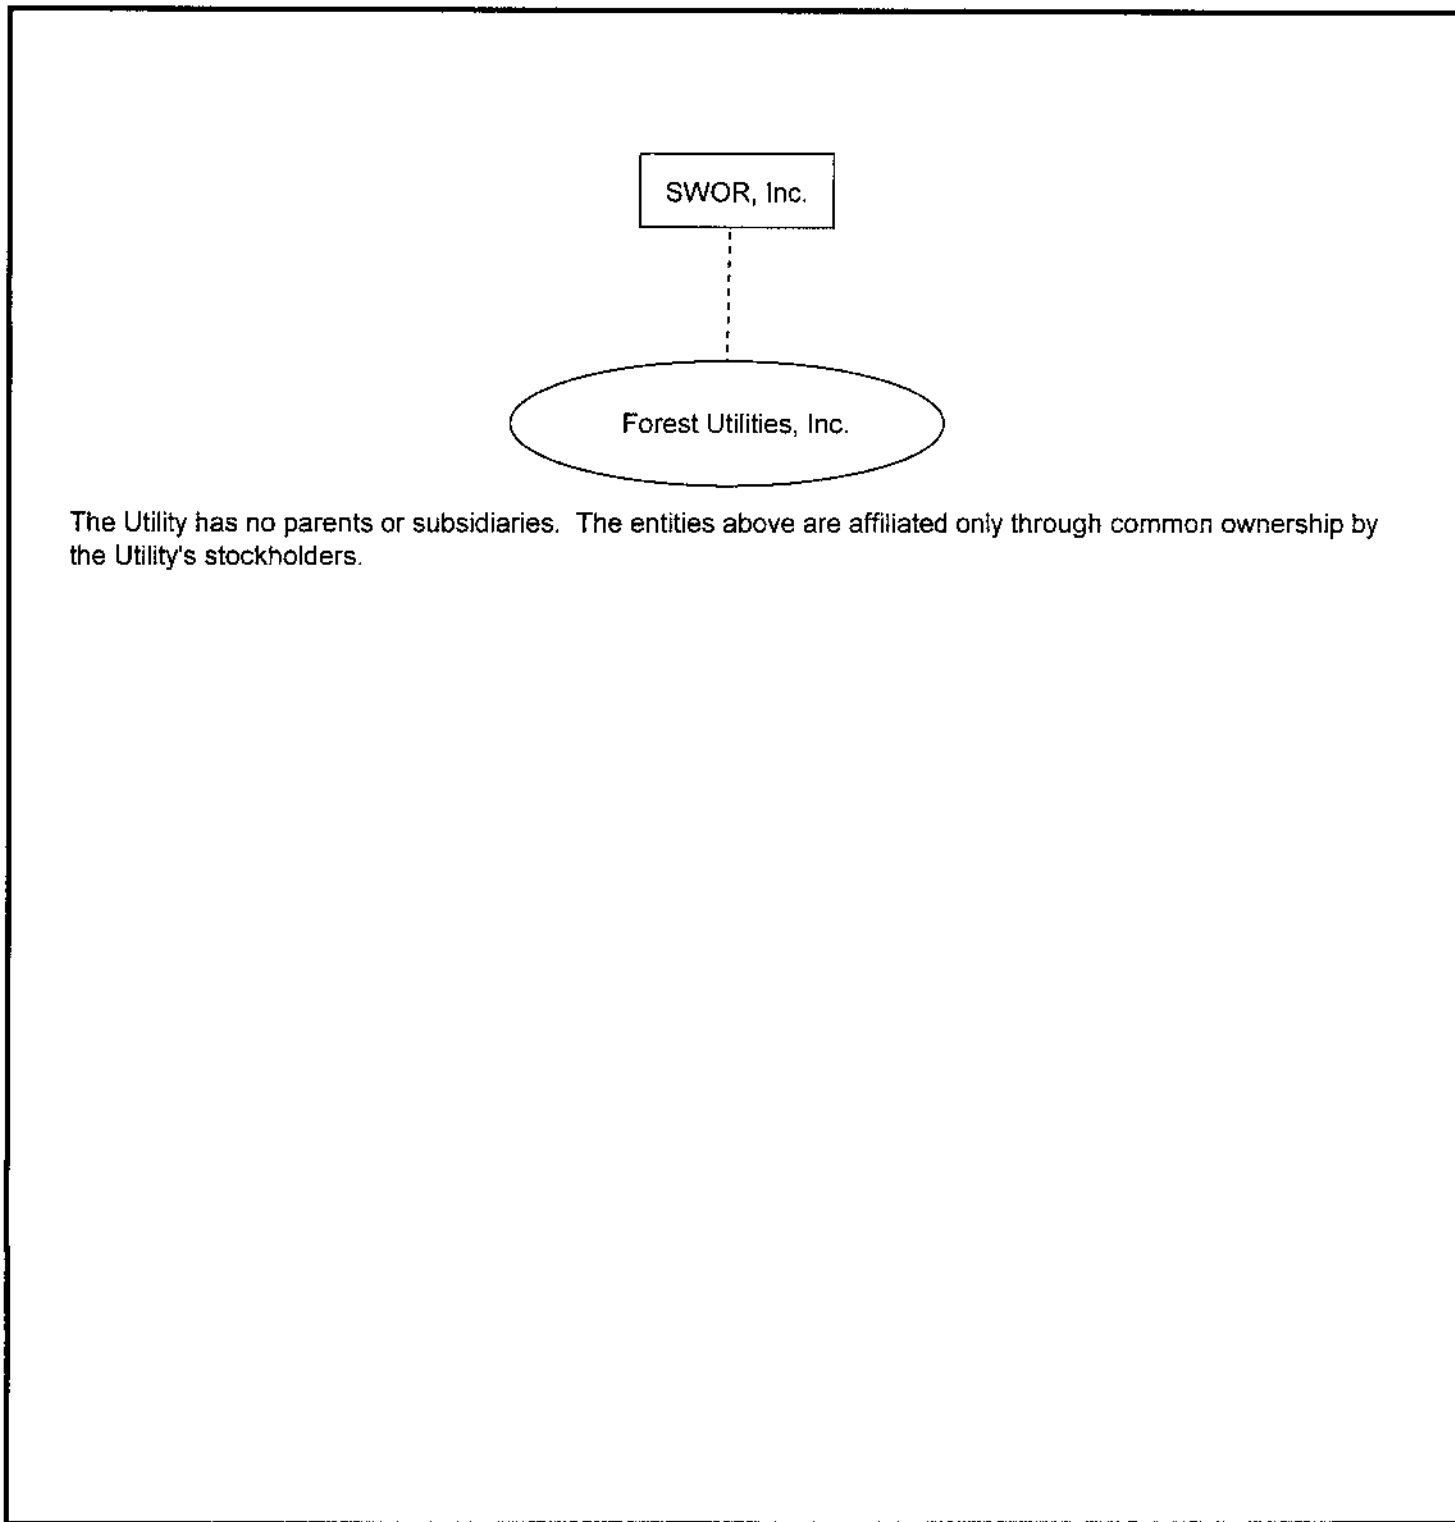 SWOR, Inc.
Forest Utilities, Inc.
The Utility has no parents or subsidiaries.  The entities above are affiliated only through common ownership by
the Utility's stockholders.